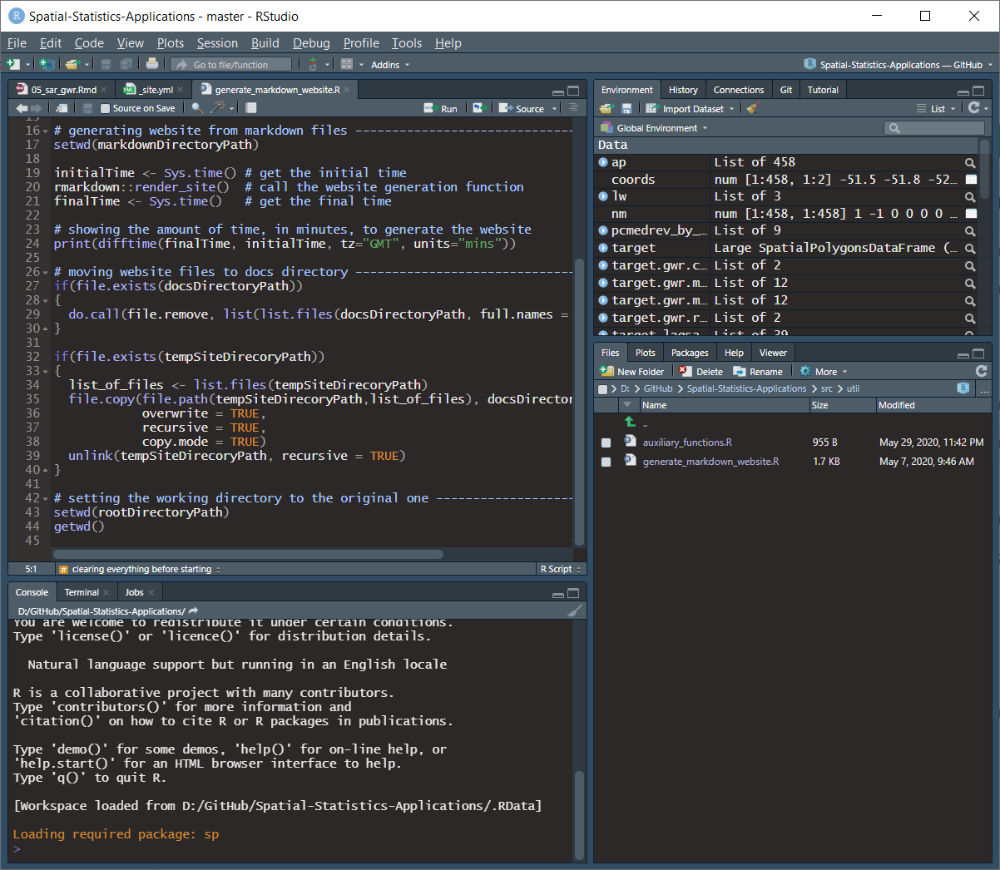 Spatial-Statistics-Applications - master - RStudio
File Edit Code View Plots Session Build Debug Profile Tools Help
Go to file/function Addins Spatial-Statistics-Applications — GitHub
05_sar_gwr.Rmd _site.yml generate_markdown_website.R
Source on Save Run Source
15
16 # generating website from markdown files ------------------------------
17 setwd(markdownDirectoryPath)
18
19 initialTime <- Sys.time() # get the initial time
20 rmarkdown::render_site()  # call the website generation function
21 finalTime <- Sys.time()   # get the final time
22
23 # showing the amount of time, in minutes, to generate the website
24 print(difftime(finalTime, initialTime, tz="GMT", units="mins"))
25
26 # moving website files to docs directory ------------------------------
27 if(file.exists(docsDirectoryPath))
28 {
29   do.call(file.remove, list(list.files(docsDirectoryPath, full.names =
30 }
31
32 if(file.exists(tempSiteDirecoryPath))
33 {
34   list_of_files <- list.files(tempSiteDirecoryPath)
35   file.copy(file.path(tempSiteDirecoryPath,list_of_files), docsDirector
36             overwrite = TRUE,
37             recursive = TRUE,
38             copy.mode = TRUE)
39   unlink(tempSiteDirecoryPath, recursive = TRUE)
40 }
41
42 # setting the working directory to the original one -------------------
43 setwd(rootDirectoryPath)
44 getwd()
45
5:1 # clearing everything before starting R Script
Console Terminal Jobs
D:/GitHub/Spatial-Statistics-Applications/
You are welcome to redistribute it under certain conditions.
Type 'license()' or 'licence()' for distribution details.
Natural language support but running in an English locale
R is a collaborative project with many contributors.
Type 'contributors()' for more information and
'citation()' on how to cite R or R packages in publications.
Type 'demo()' for some demos, 'help()' for on-line help, or
'help.start()' for an HTML browser interface to help.
Type 'q()' to quit R.
[Workspace loaded from D:/GitHub/Spatial-Statistics-Applications/.RData]
Loading required package: sp
>
Environment History Connections Git Tutorial
Import Dataset List
Global Environment
Data
ap List of 458
coords num [1:458, 1:2] -51.5 -51.8 -52…
lw List of 3
nm num [1:458, 1:458] 1 -1 0 0 0 0 …
pcmedrev_by_… List of 9
target Large SpatialPolygonsDataFrame (…
target.gwr.c… List of 2
target.gwr.m… List of 12
target.gwr.m… List of 12
target.gwr.r… List of 2
target.lagsa… List of 39
Files Plots Packages Help Viewer
New Folder Delete Rename More
D: > GitHub > Spatial-Statistics-Applications > src > util ...
Name Size Modified
..
auxiliary_functions.R 955 B May 29, 2020, 11:42 PM
generate_markdown_website.R 1.7 KB May 7, 2020, 9:46 AM